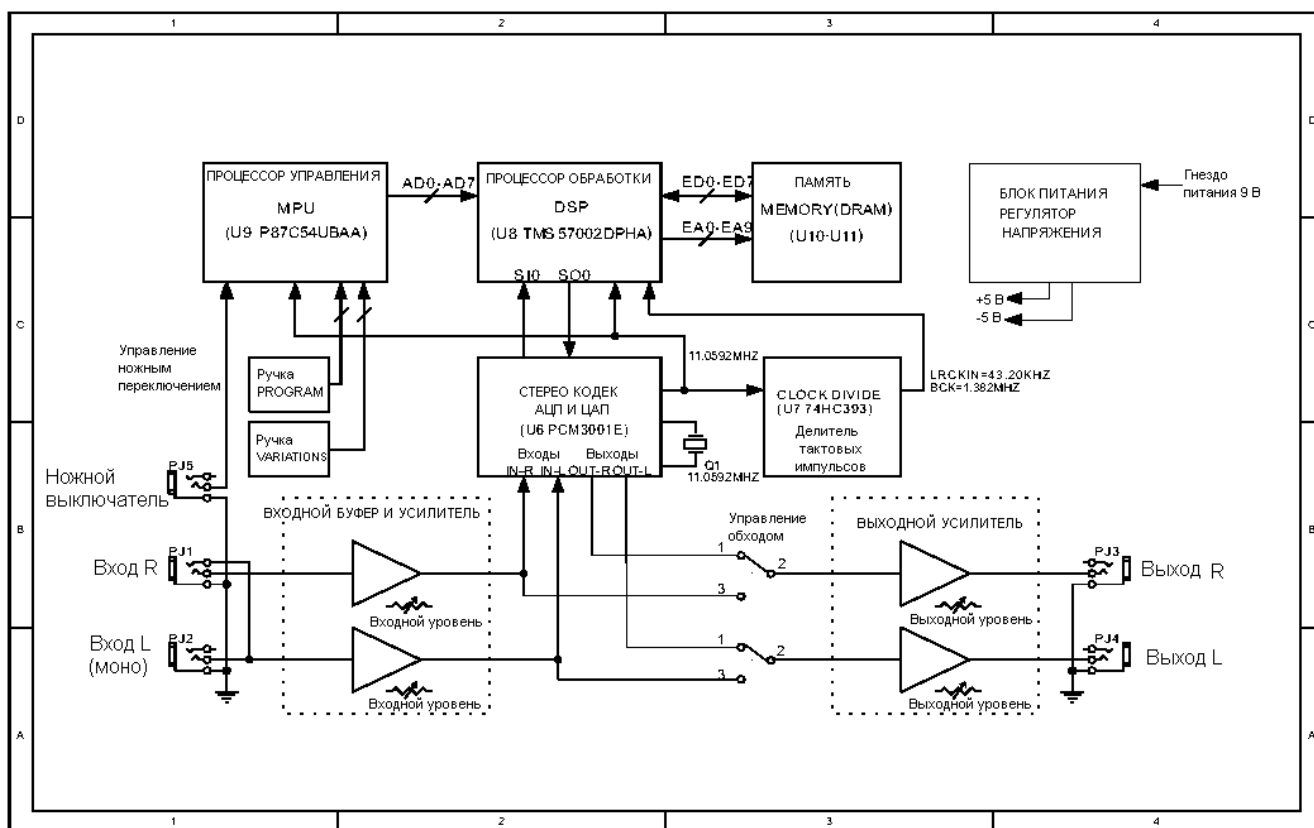 1 2 3 4
D D
C C
B B
A A
ПРОЦЕССОР УПРАВЛЕНИЯ
MPU
(U9 P87C54UBAA)
AD0-AD7
ПРОЦЕССОР ОБРАБОТКИ
DSP
(U8 TMS 57002DPHA)
SI0 SO0
ED0-ED7
EA0-EA9
ПАМЯТЬ
MEMORY(DRAM)
(U10-U11)
БЛОК ПИТАНИЯ
РЕГУЛЯТОР
НАПРЯЖЕНИЯ
Гнездо
питания 9 В
+5 В
-5 В
Управление
ножным
переключением
Ручка
PROGRAM
Ручка
VARIATIONS
СТЕРЕО КОДЕК
АЦП И ЦАП
(U6 PCM3001E)
Входы Выходы
IN-R IN-L OUT-R OUT-L
11.0592MHZ
Q1
11.0592MHZ
CLOCK DIVIDE
(U7 74HC393)
Делитель
тактовых
импульсов
LRCKIN=43.20KHZ
BCK=1.382MHZ
PJ5
Ножной
выключатель
ВХОДНОЙ БУФЕР И УСИЛИТЕЛЬ
Управление
обходом
ВЫХОДНОЙ УСИЛИТЕЛЬ
PJ1
Вход R
Входной уровень
1
2
3
Выходной уровень
PJ3
Выход R
PJ2
Вход L
(моно)
Входной уровень
1
2
3
Выходной уровень
PJ4
Выход L
1 2 3 4